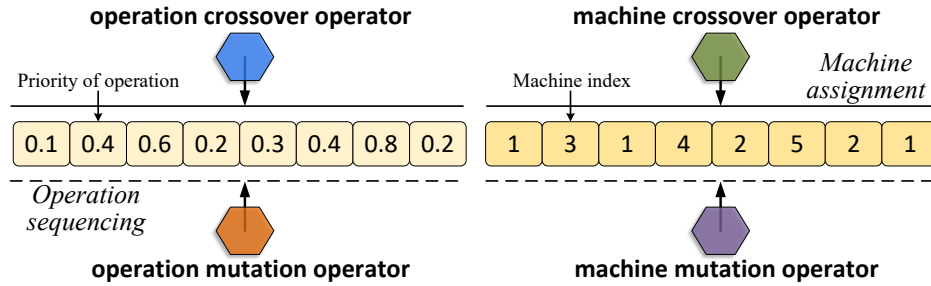 operation crossover operator
machine crossover operator
Priority of operation
Machine index
Machine
assignment
0.1 0.4 0.6 0.2 0.3 0.4 0.8 0.2
1 3 1 4 2 5 2 1
Operation
sequencing
operation mutation operator
machine mutation operator